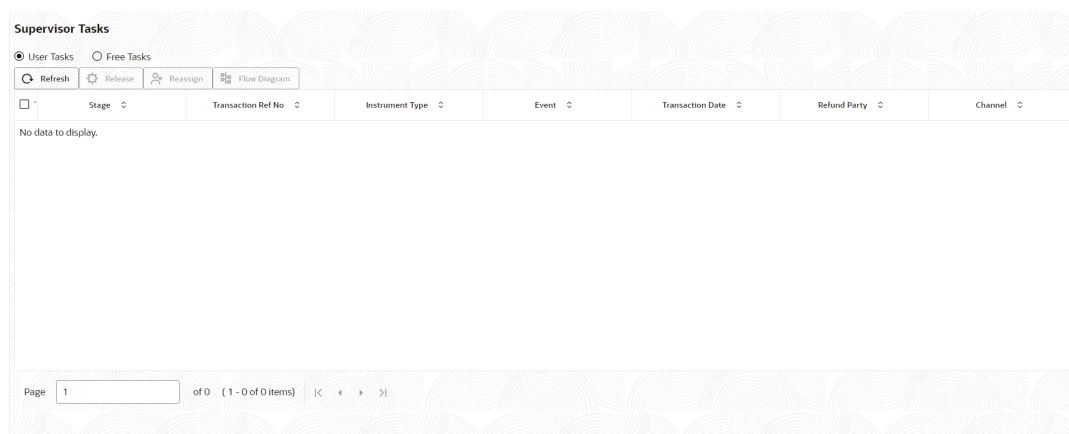 Supervisor Tasks
User Tasks Free Tasks
Refresh Release Reassign Flow Diagram
Stage Transaction Ref No Instrument Type Event Transaction Date Refund Party Channel
No data to display.
Page 1 of 0 ( 1 - 0 of 0 items)